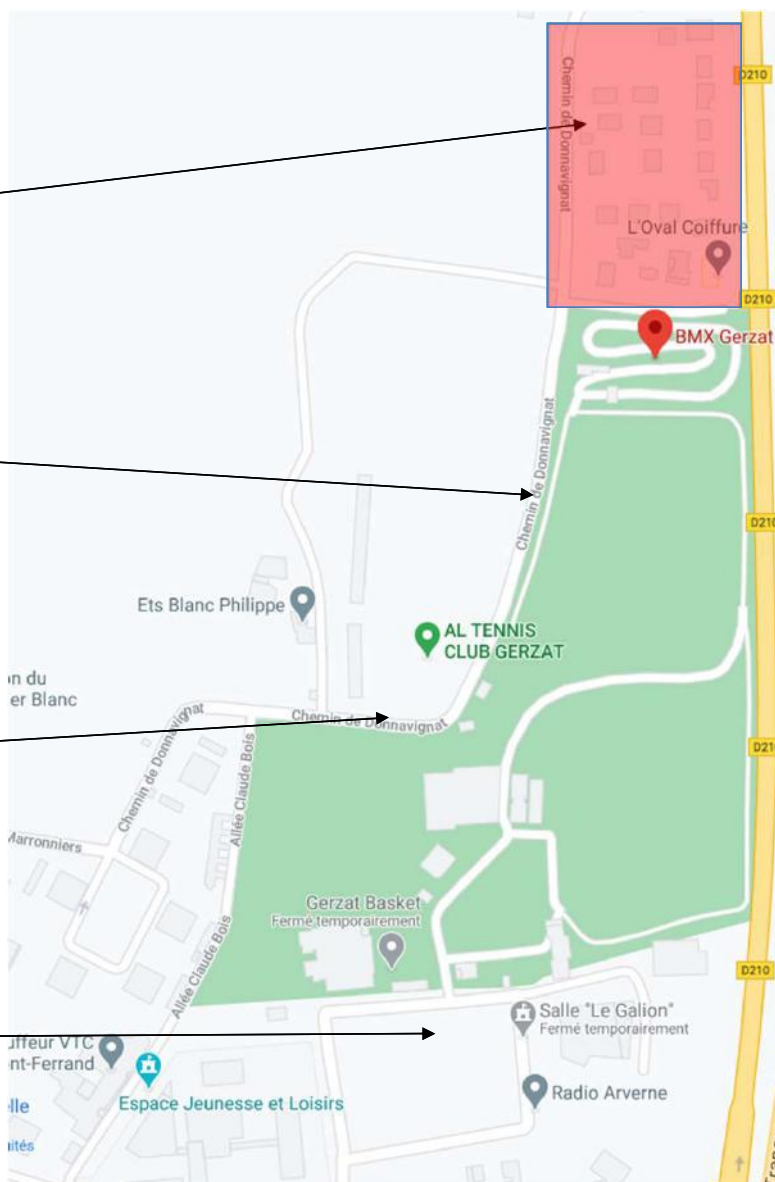 D210
Chemin de Donnavignat
L'Oval Coiffure
D210
BMX Gerzat
Chemin de Donnavignat
D210
Ets Blanc Philippe
AL TENNIS
CLUB GERZAT
on du
er Blanc
Chemin de Donnavignat
Chemin de Donnavignat
D21
Allée Claude Bois
Marronniers
Gerzat Basket
Fermé temporairement
Allée Claude Bois
D210
Salle "Le Galion"
Fermé temporairement
uffeur VTC
nt-Ferrand
Radio Arverne
Espace Jeunesse et Loisirs
lle
ités